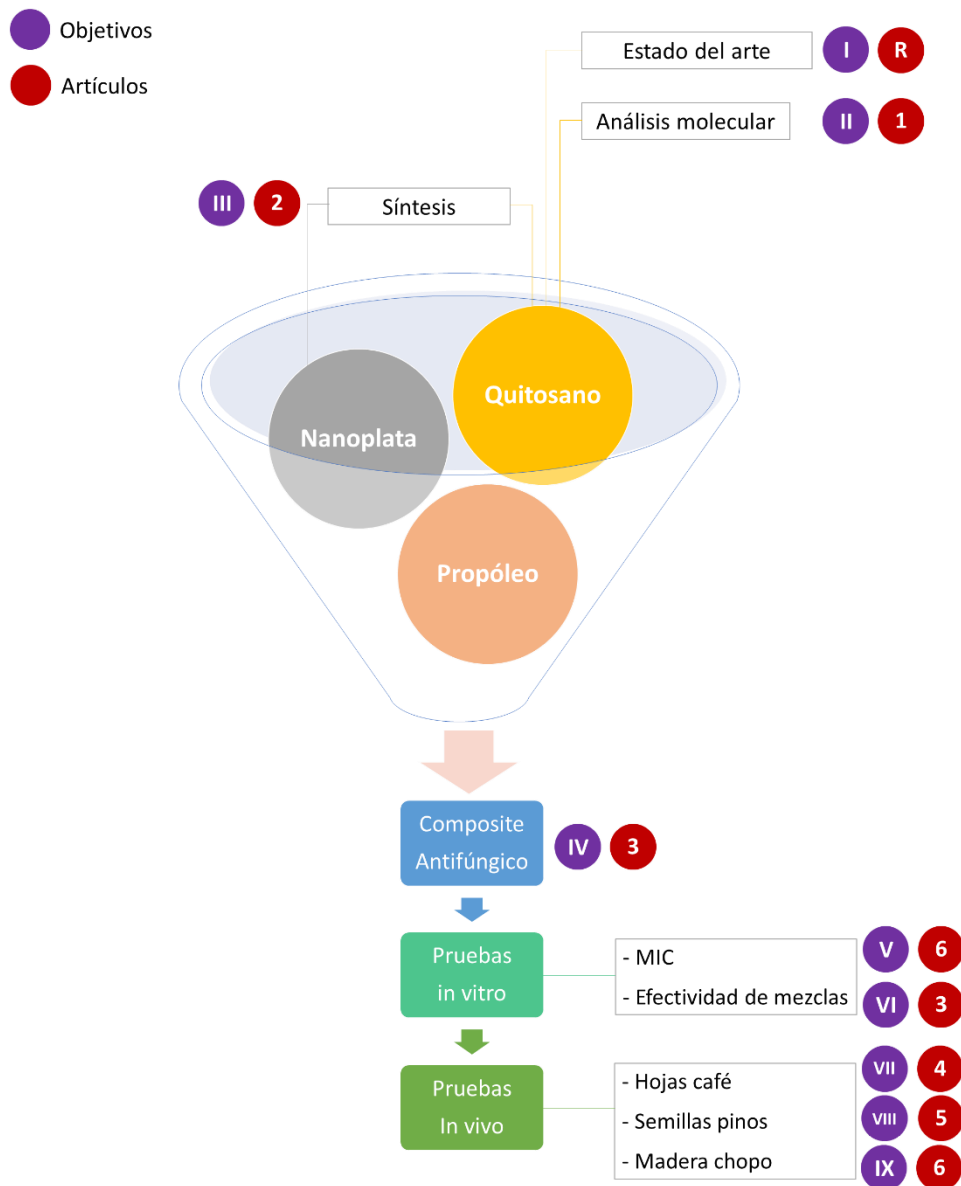 Objetivos
Artículos
Estado del arte
I
R
Análisis molecular
II
1
III
2
Síntesis
Quitosano
Nanoplata
Propóleo
Composite
Antifúngico
IV
3
Pruebas
in vitro
- MIC
V
6
- Efectividad de mezclas
VI
3
Pruebas
In vivo
- Hojas café
VII
4
- Semillas pinos
VIII
5
- Madera chopo
IX
6